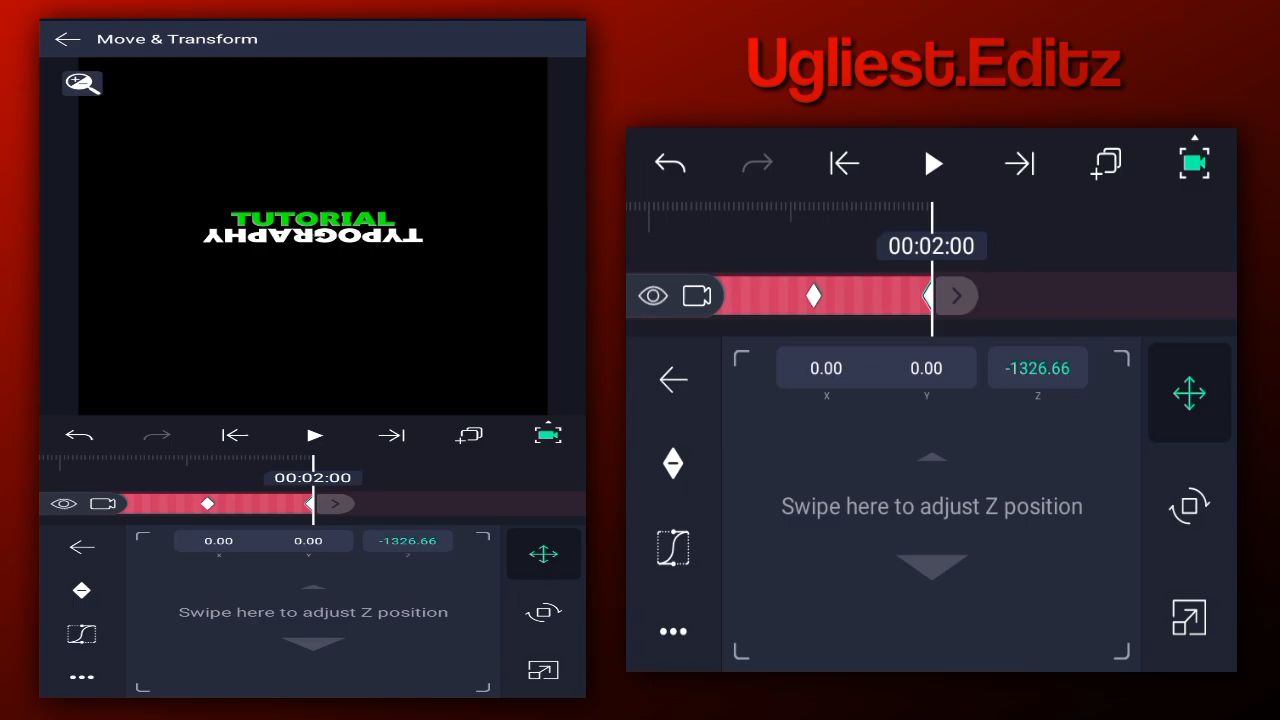 Move & Transform
TUTORIAL
TYPOGRAPHY
00:02:00
0.00 0.00 -1326.66
X Y Z
Swipe here to adjust Z position
Ugliest.Editz
00:02:00
0.00 0.00 -1326.66
X Y Z
Swipe here to adjust Z position